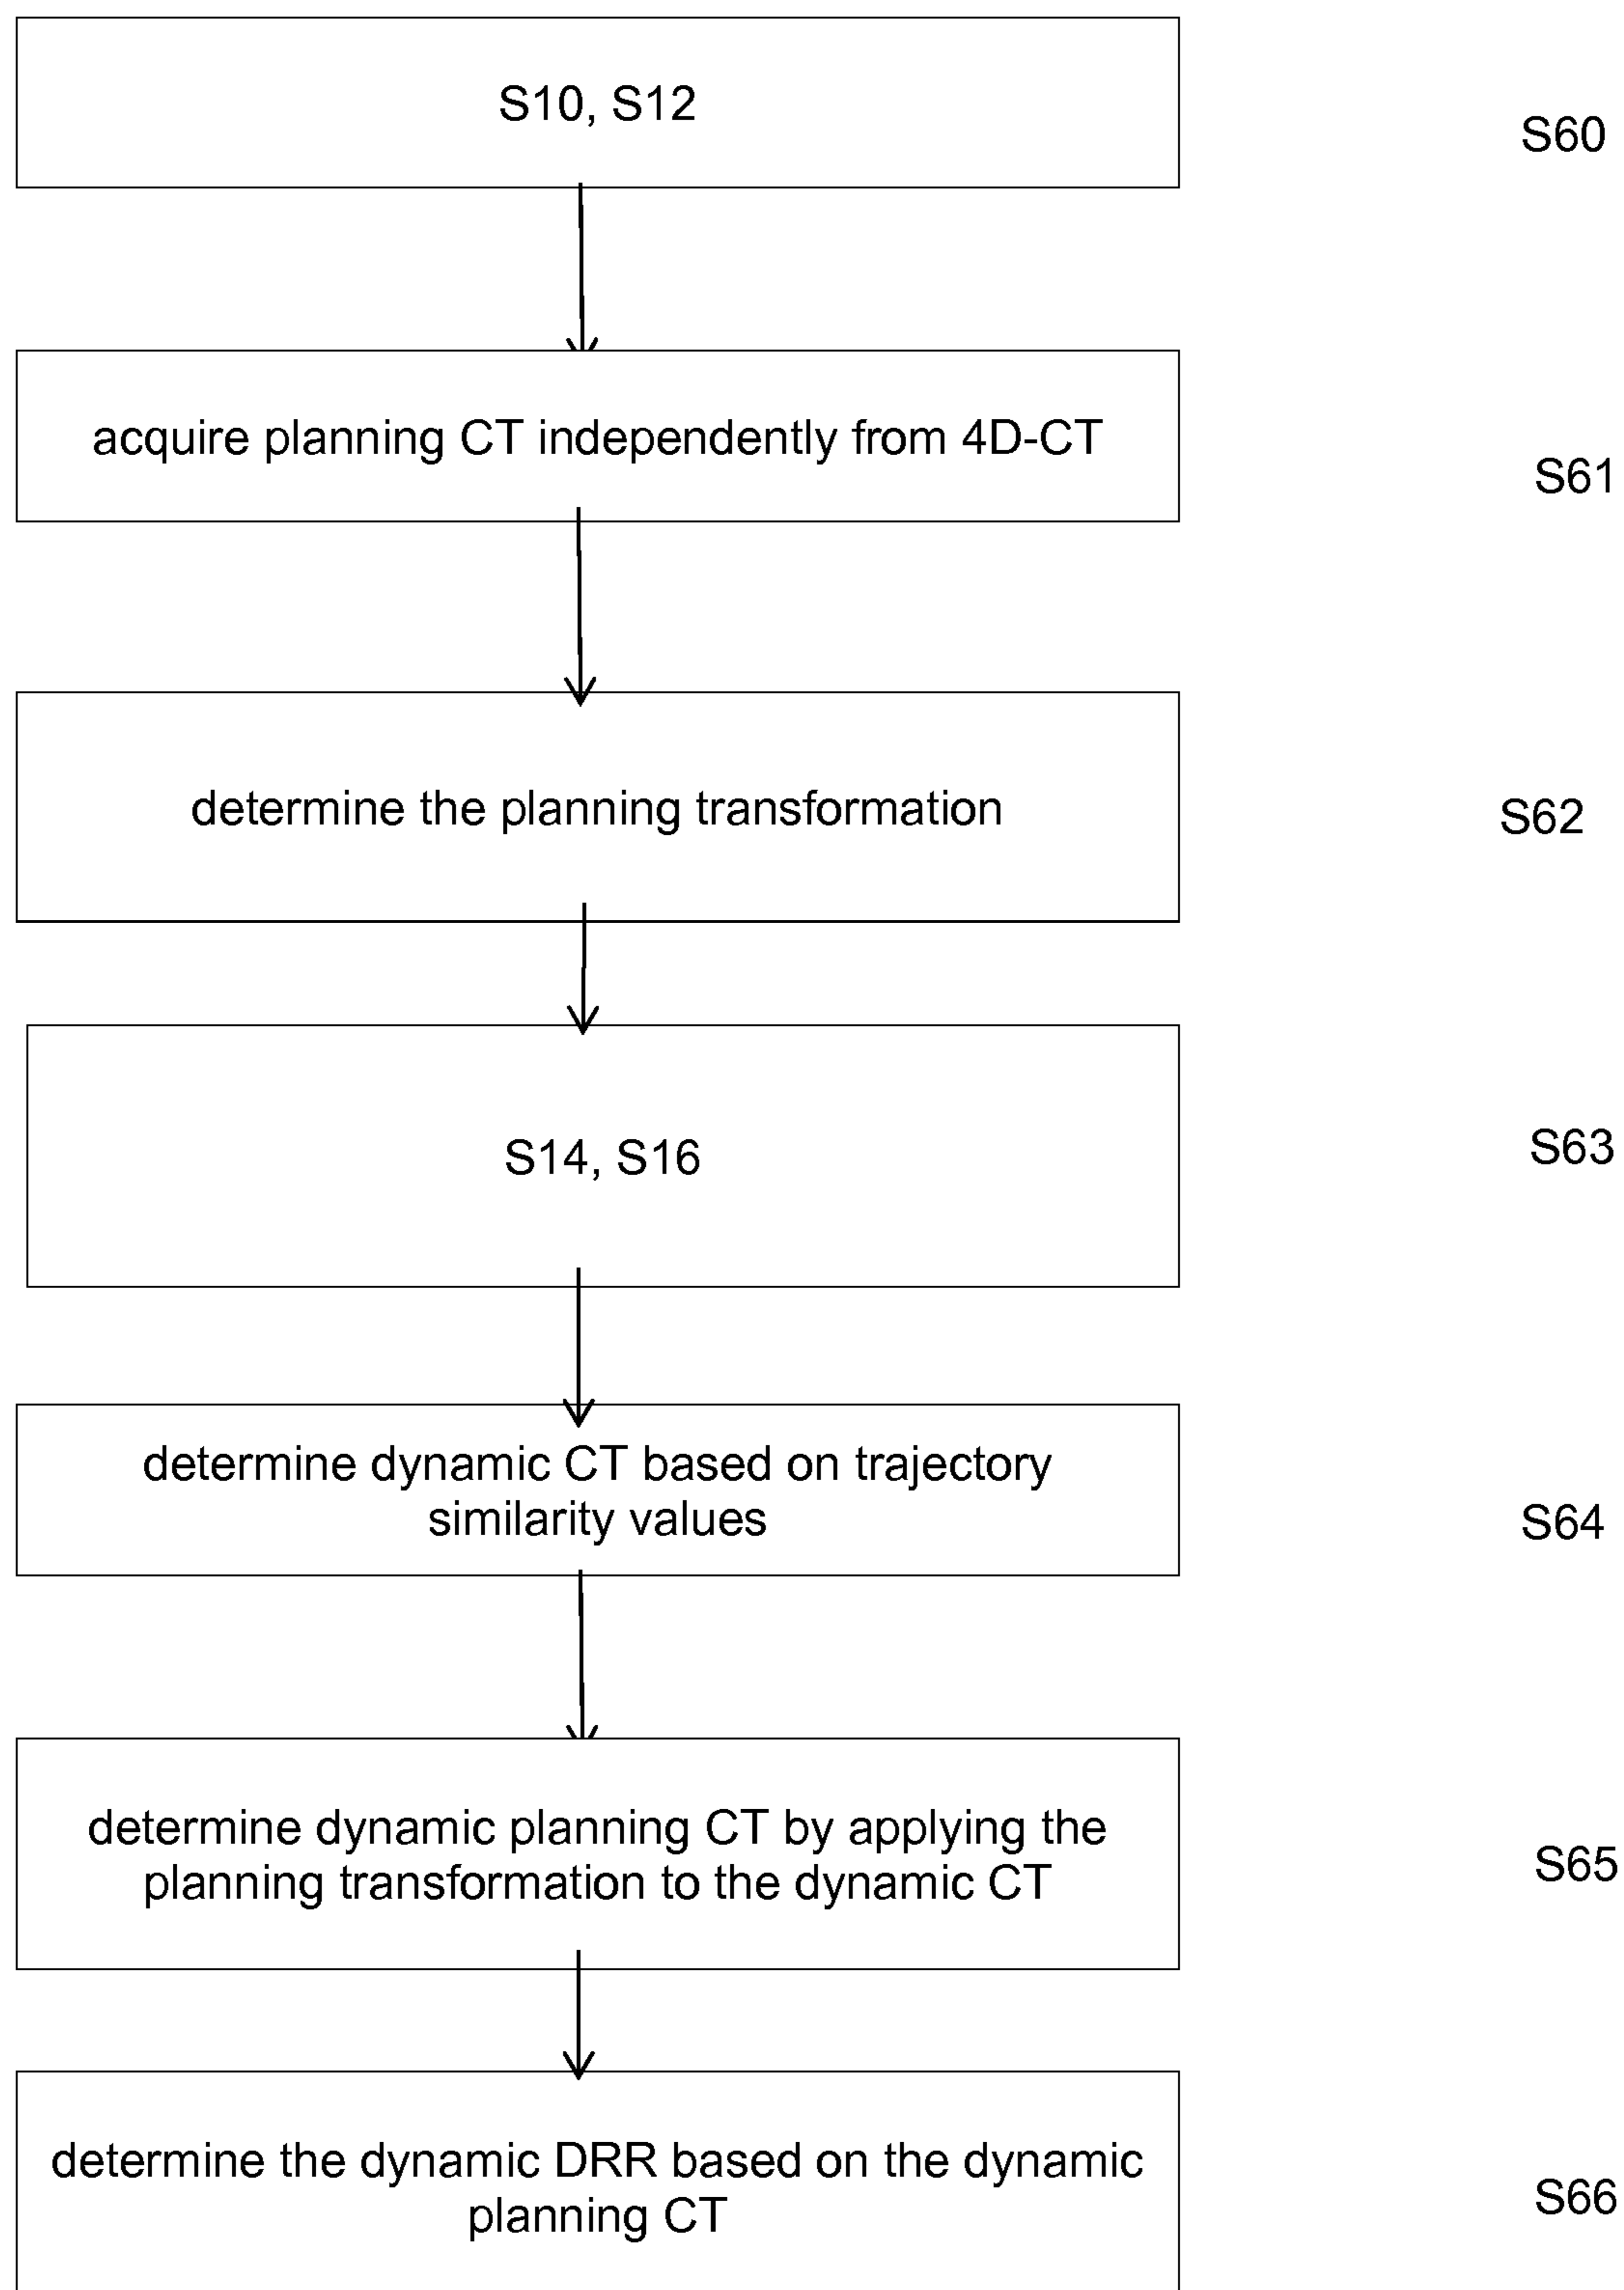 S10, S12
S60
acquire planning CT independently from 4D-CT
S61
determine the planning transformation
S62
S14, S16
S63
determine dynamic CT based on trajectory
similarity values
S64
determine dynamic planning CT by applying the
planning transformation to the dynamic CT
S65
determine the dynamic DRR based on the dynamic
planning CT
S66